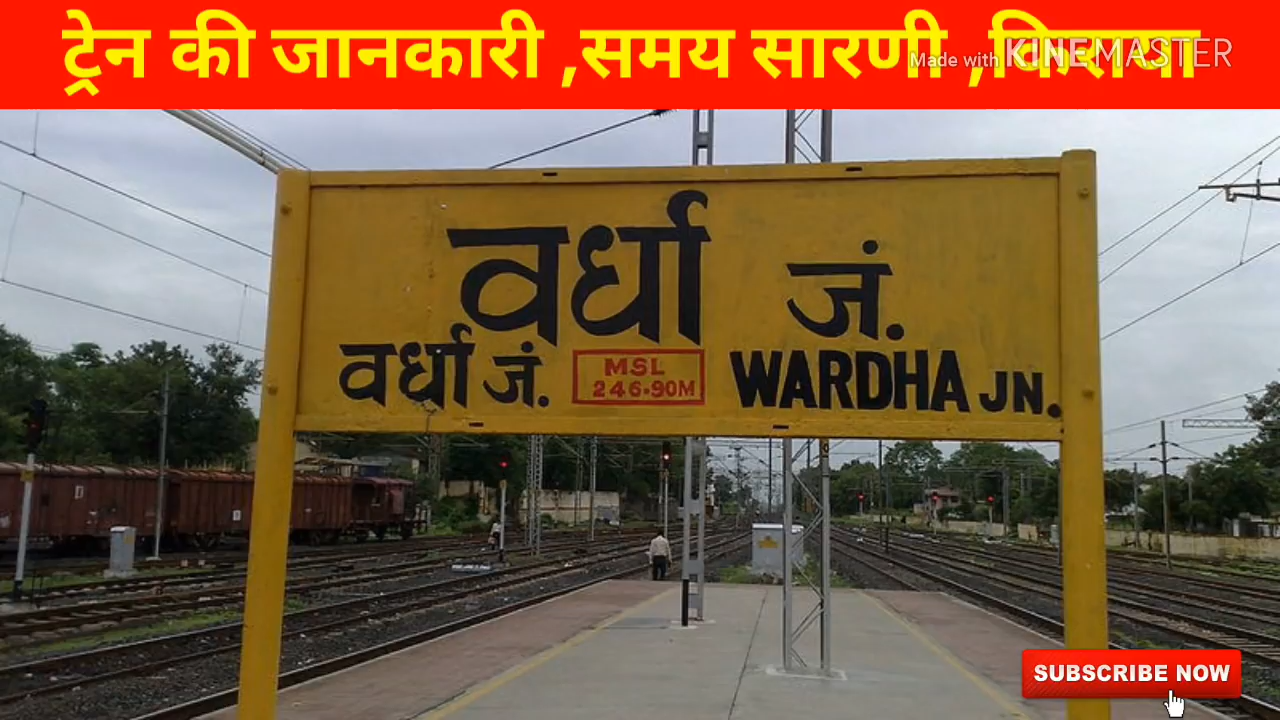 ट्रेन की जानकारी ,समय सारणी ,किराया
Made with KINEMASTER
वर्धा जं.
वर्धा जं.
MSL
246.90M
WARDHA JN.
SUBSCRIBE NOW